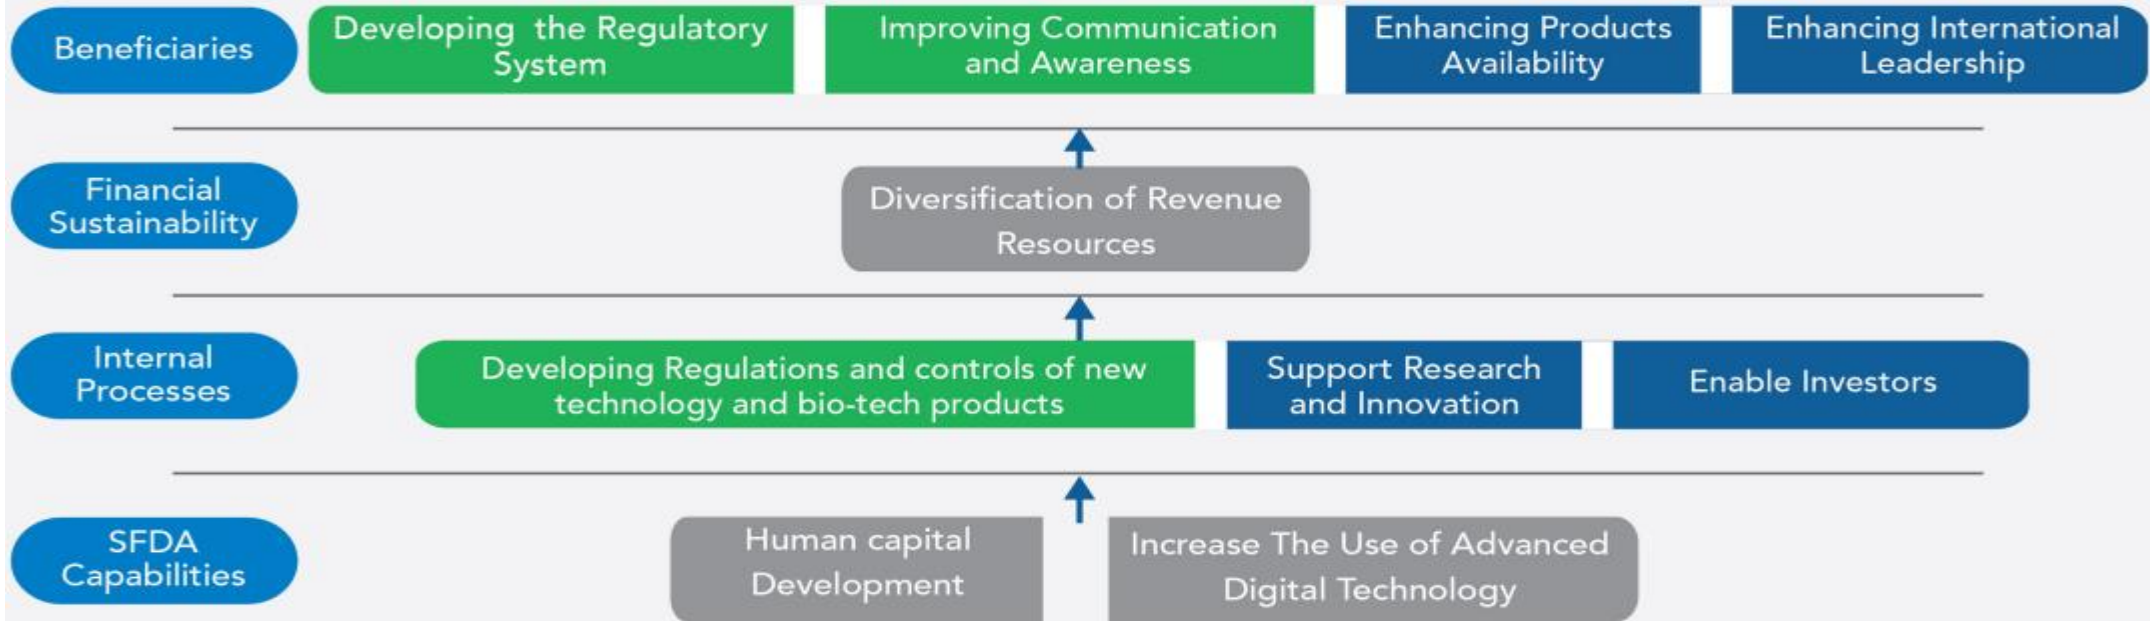 Beneficiaries
Developing the Regulatory
System
Improving Communication
and Awareness
Enhancing Products
Availability
Enhancing International
Leadership
Financial
Sustainability
Diversification of Revenue
Resources
Internal
Processes
Developing Regulations and controls of new
technology and bio-tech products
Support Research
and Innovation
Enable Investors
SFDA
Capabilities
Human capital
Development
Increase The Use of Advanced
Digital Technology